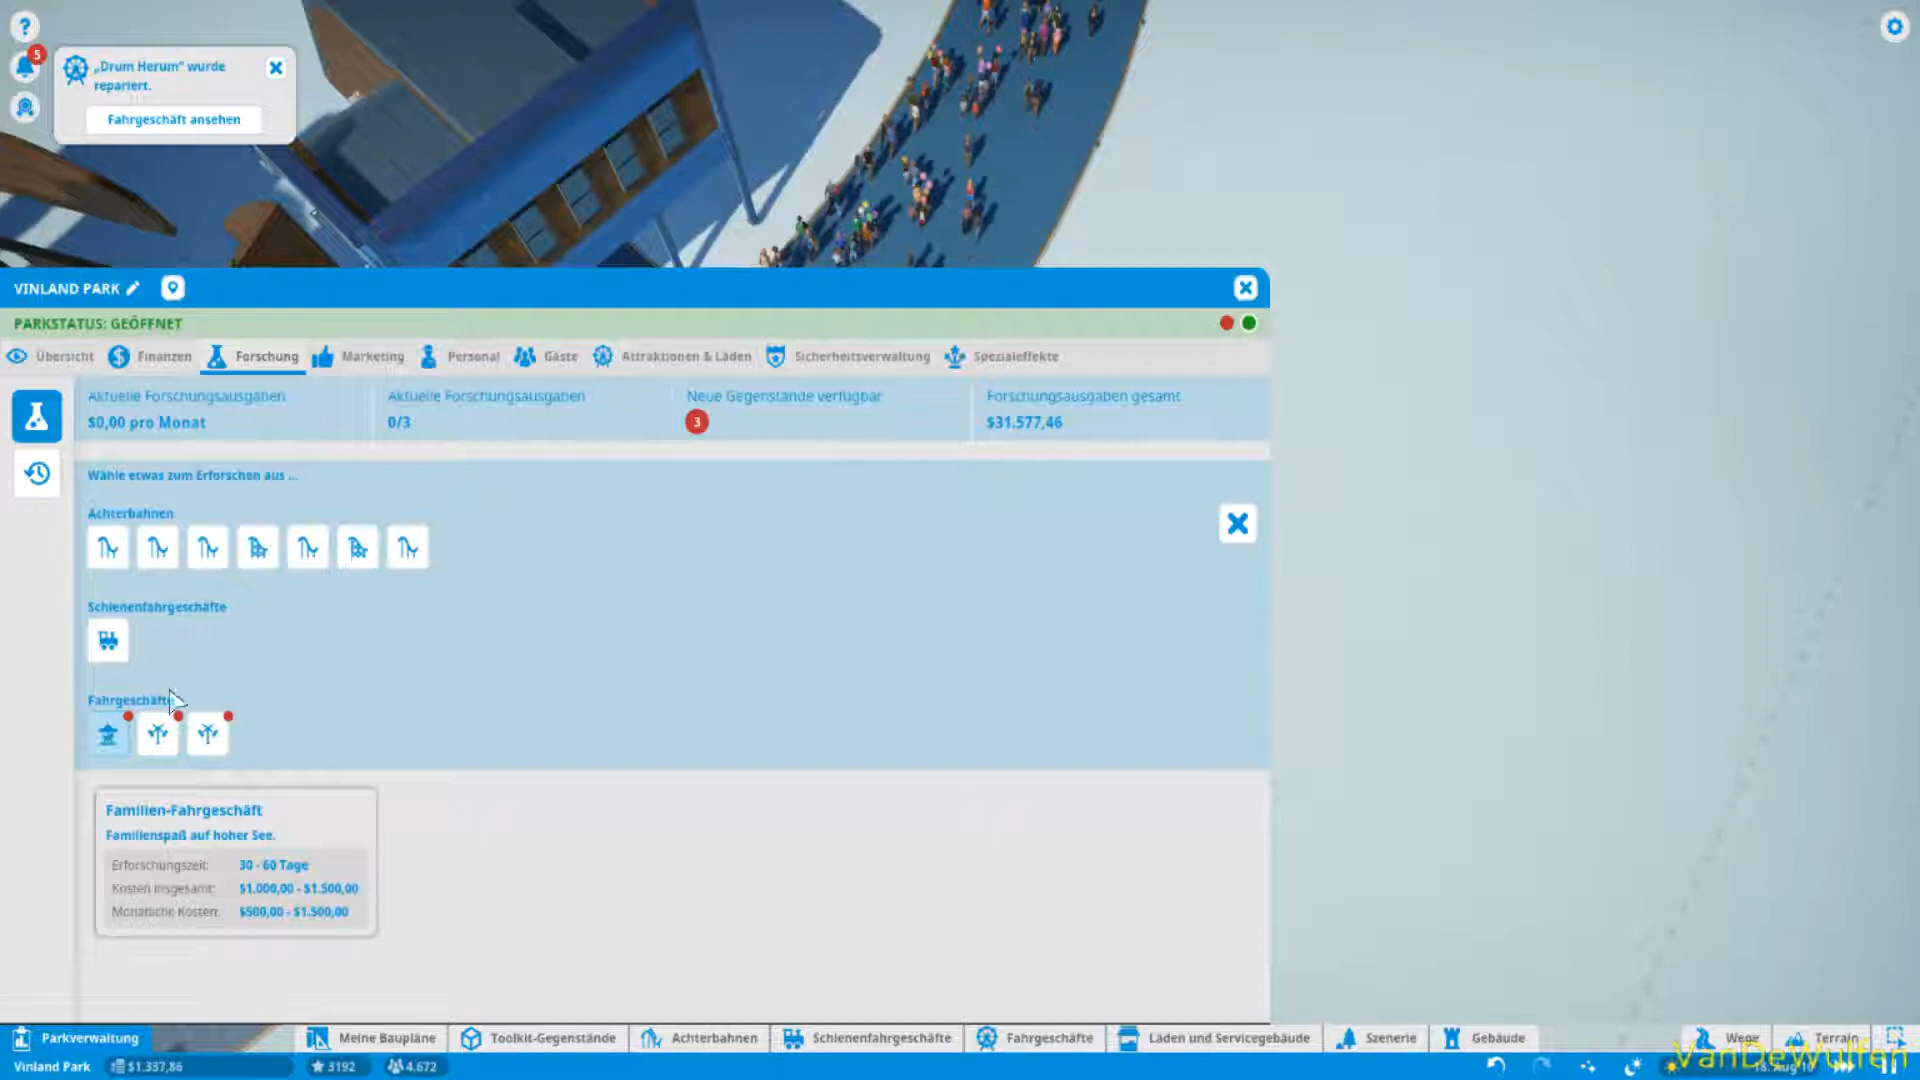 ?
5
„Drum Herum“ wurde
repariert.
Fahrgeschäft ansehen
VINLAND PARK
PARKSTATUS: GEÖFFNET
Übersicht
Finanzen
Forschung
Marketing
Personal
Gäste
Attraktionen & Läden
Sicherheitsverwaltung
Spezialeffekte
Aktuelle Forschungsausgaben
$0,00 pro Monat
Aktuelle Forschungsausgaben
0/3
Neue Gegenstände verfügbar
3
Forschungsausgaben gesamt
$31.577,46
Wähle etwas zum Erforschen aus ...
Achterbahnen
Schienenfahrgeschäfte
Fahrgeschäfte
Familien-Fahrgeschäft
Familienspaß auf hoher See.
Erforschungszeit: 30 - 60 Tage
Kosten insgesamt: $1.000,00 - $1.500,00
Monatliche Kosten: $500,00 - $1.500,00
Parkverwaltung
Meine Baupläne
Toolkit-Gegenstände
Achterbahnen
Schienenfahrgeschäfte
Fahrgeschäfte
Läden und Servicegebäude
Szenerie
Gebäude
Wege
Terrain
Vinland Park
$1.337,86
3192
4.672
VanDeWulfen